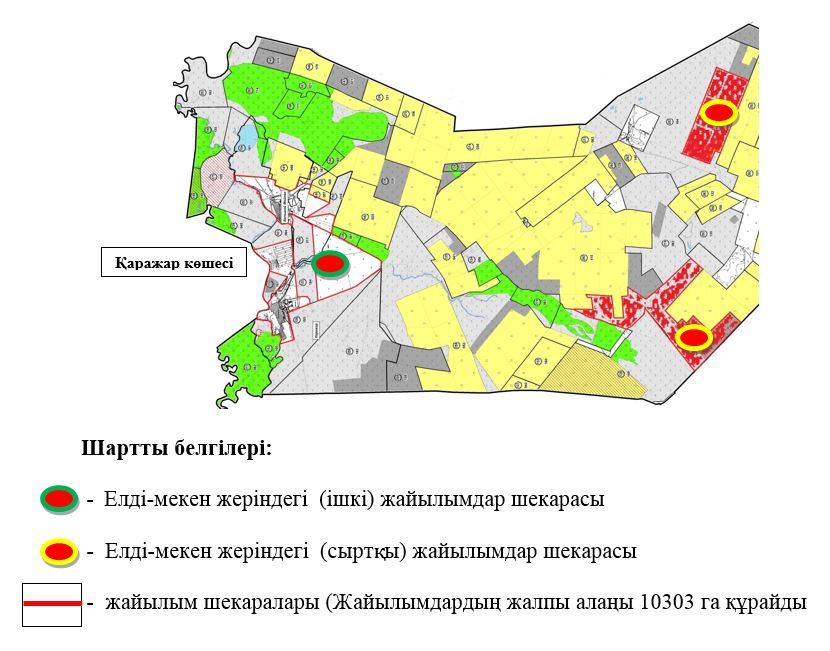 Қаражар көшесі
Шартты белгілері:
- Елді-мекен жеріндегі (ішкі) жайылымдар шекарасы
- Елді-мекен жеріндегі (сыртқы) жайылымдар шекарасы
- жайылым шекаралары (Жайылымдардың жалпы алаңы 10303 га құрайды